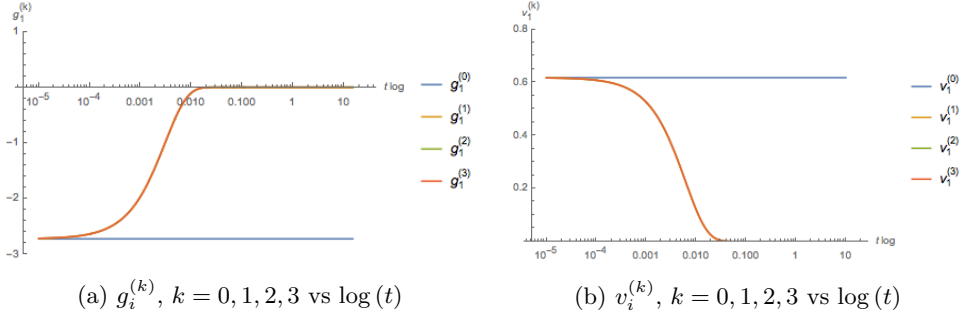 g₁⁽ᵏ⁾
1
10⁻⁵ 10⁻⁴ 0.001 0.010 0.100 1 10
t log
−1
−2
−3
g₁⁽⁰⁾
g₁⁽¹⁾
g₁⁽²⁾
g₁⁽³⁾
(a) gᵢ⁽ᵏ⁾, k = 0, 1, 2, 3 vs log (t)
v₁⁽ᵏ⁾
0.8
0.6
0.4
0.2
10⁻⁵ 10⁻⁴ 0.001 0.010 0.100 1 10
t log
v₁⁽⁰⁾
v₁⁽¹⁾
v₁⁽²⁾
v₁⁽³⁾
(b) vᵢ⁽ᵏ⁾, k = 0, 1, 2, 3 vs log (t)